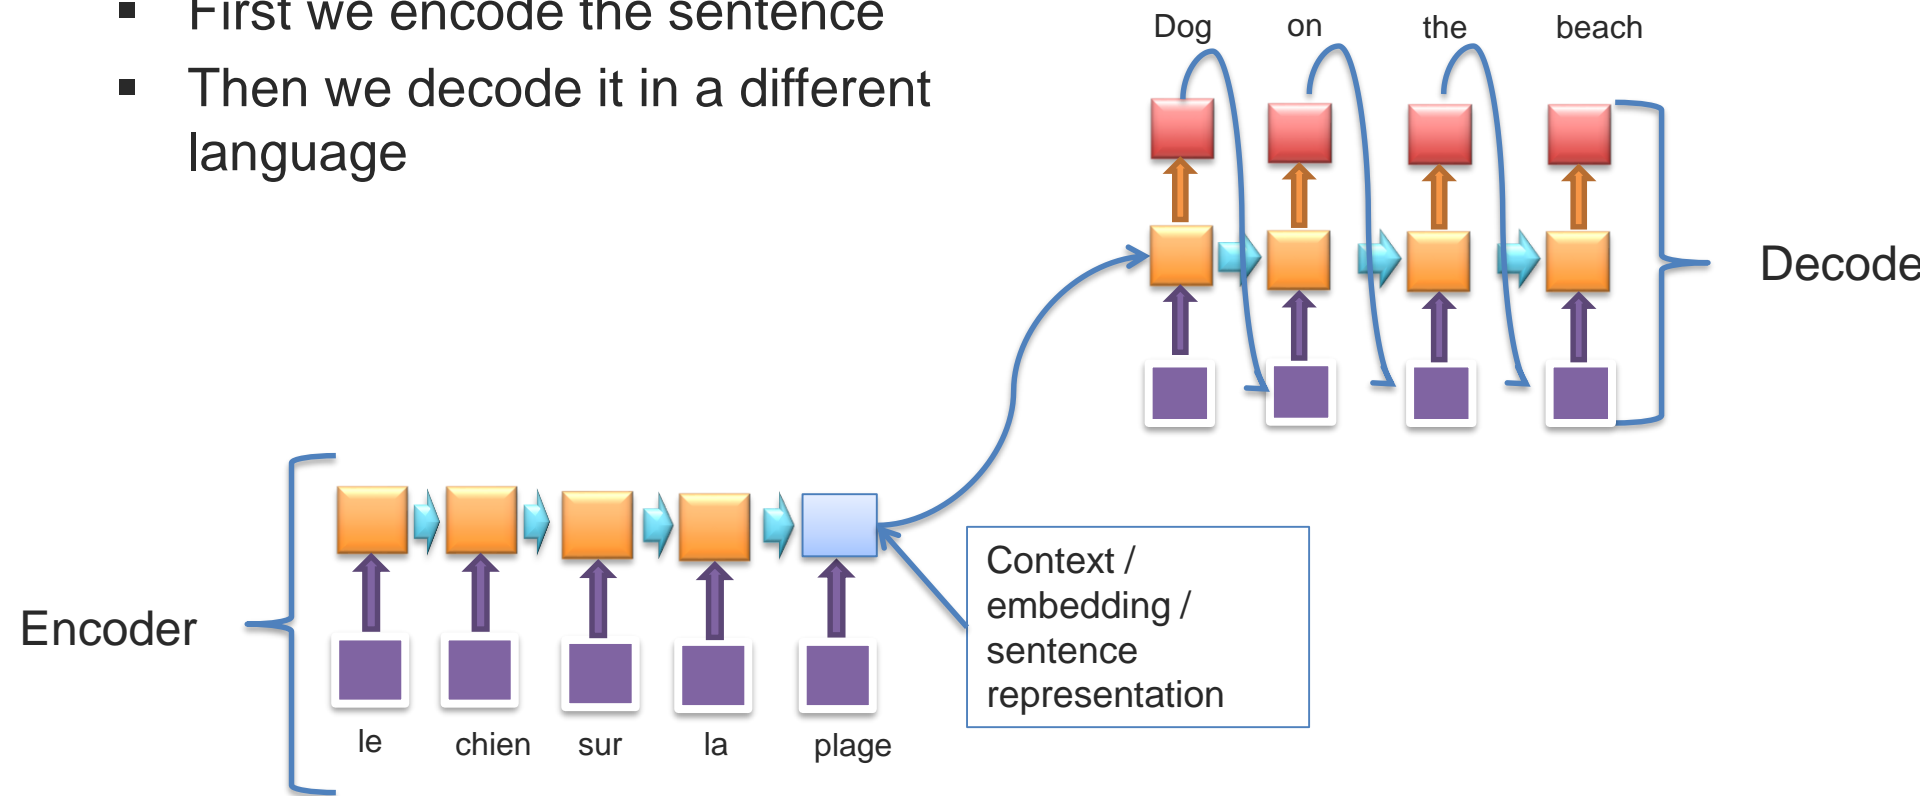 ▪ First we encode the sentence
▪ Then we decode it in a different
language
Dog on the beach
Decode
Context /
embedding /
sentence
representation
Encoder
le chien sur la plage